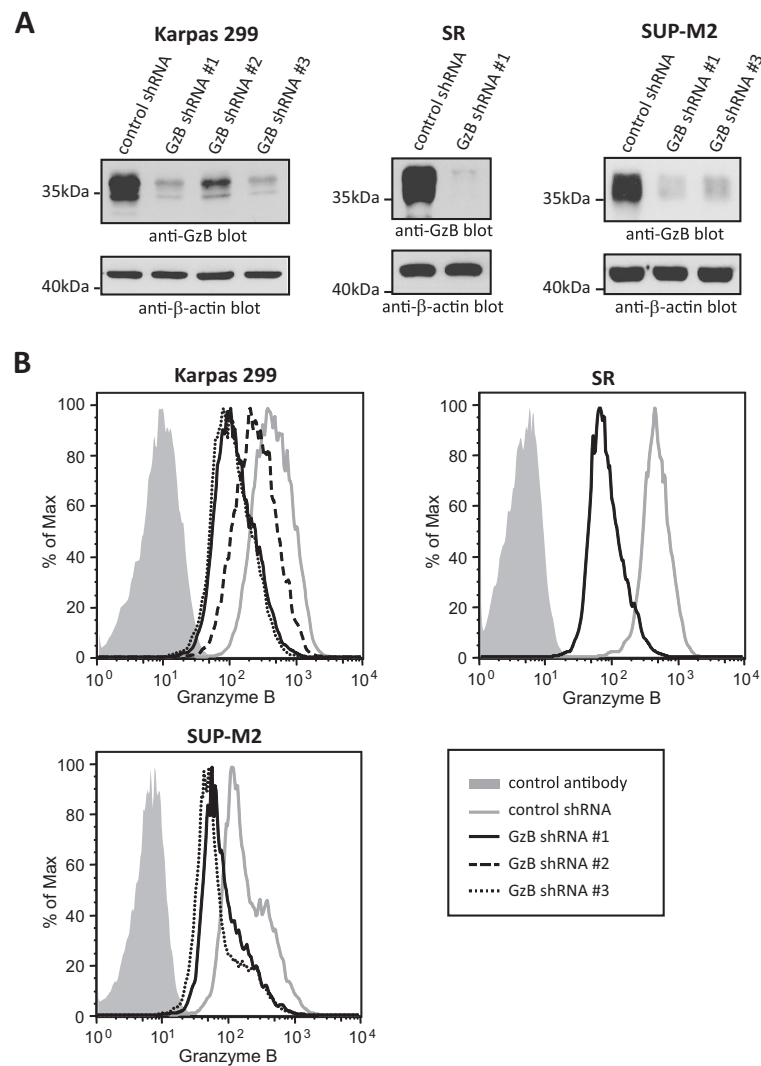 A
Karpas 299
control shRNA
GzB shRNA #1
GzB shRNA #2
GzB shRNA #3
35kDa
anti-GzB blot
40kDa
anti-β-actin blot
SR
control shRNA
GzB shRNA #1
35kDa
anti-GzB blot
40kDa
anti-β-actin blot
SUP-M2
control shRNA
GzB shRNA #1
GzB shRNA #3
35kDa
anti-GzB blot
40kDa
anti-β-actin blot
B
Karpas 299
% of Max
100
80
60
40
20
0
10⁰ 10¹ 10² 10³ 10⁴
Granzyme B
SR
% of Max
100
80
60
40
20
0
10⁰ 10¹ 10² 10³ 10⁴
Granzyme B
SUP-M2
% of Max
100
80
60
40
20
0
10⁰ 10¹ 10² 10³ 10⁴
Granzyme B
control antibody
control shRNA
GzB shRNA #1
GzB shRNA #2
GzB shRNA #3